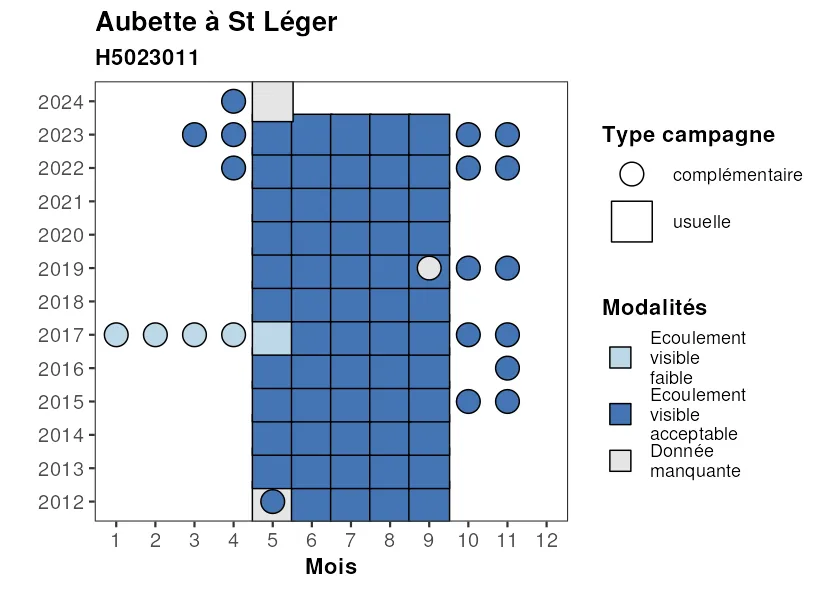 Aubette à St Léger
H5023011
2024
2023
2022
2021
2020
2019
2018
2017
2016
2015
2014
2013
2012
1 2 3 4 5 6 7 8 9 10 11 12
Mois
Type campagne
complémentaire
usuelle
Modalités
Ecoulement
visible
faible
Ecoulement
visible
acceptable
Donnée
manquante